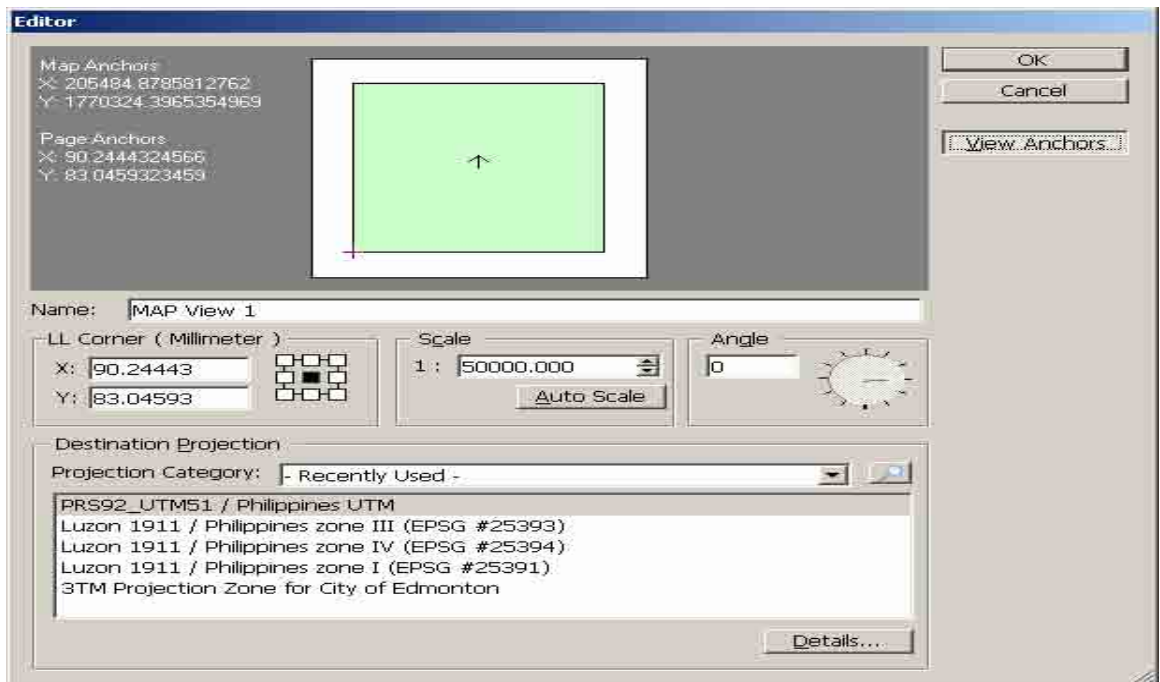 Editor
Map Anchors
X: 205484.8785812762
Y: 1770324.3965354969
Page Anchors
X: 90.2444324566
Y: 83.0459323459
OK
Cancel
View Anchors
Name: MAP View 1
LL Corner ( Millimeter )
X: 90.24443
Y: 83.04593
Scale
1 : 50000.000
Auto Scale
Angle
0
Destination Projection
Projection Category: - Recently Used -
PRS92_UTM51 / Philippines UTM
Luzon 1911 / Philippines zone III (EPSG #25393)
Luzon 1911 / Philippines zone IV (EPSG #25394)
Luzon 1911 / Philippines zone I (EPSG #25391)
3TM Projection Zone for City of Edmonton
Details...